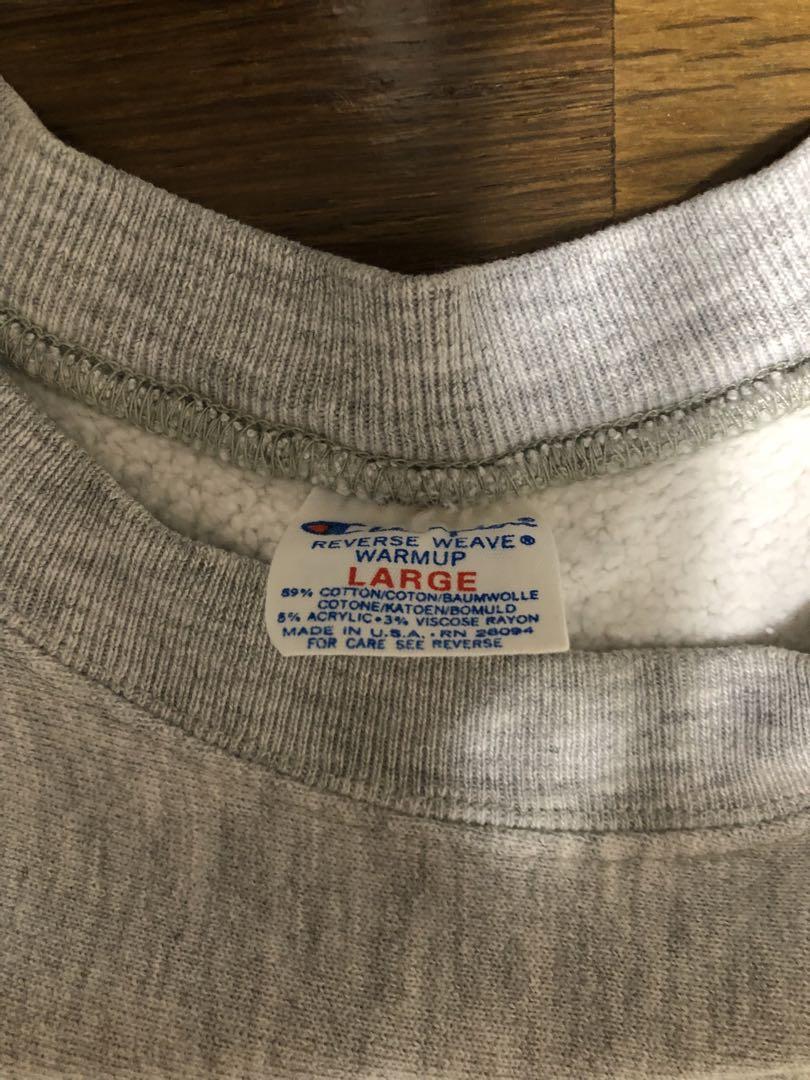 Champion
REVERSE WEAVE®
WARMUP
LARGE
89% COTTON/COTON/BAUMWOLLE
COTONE/KATOEN/BOMULD
8% ACRYLIC•3% VISCOSE RAYON
MADE IN U.S.A. • RN 26094
FOR CARE SEE REVERSE